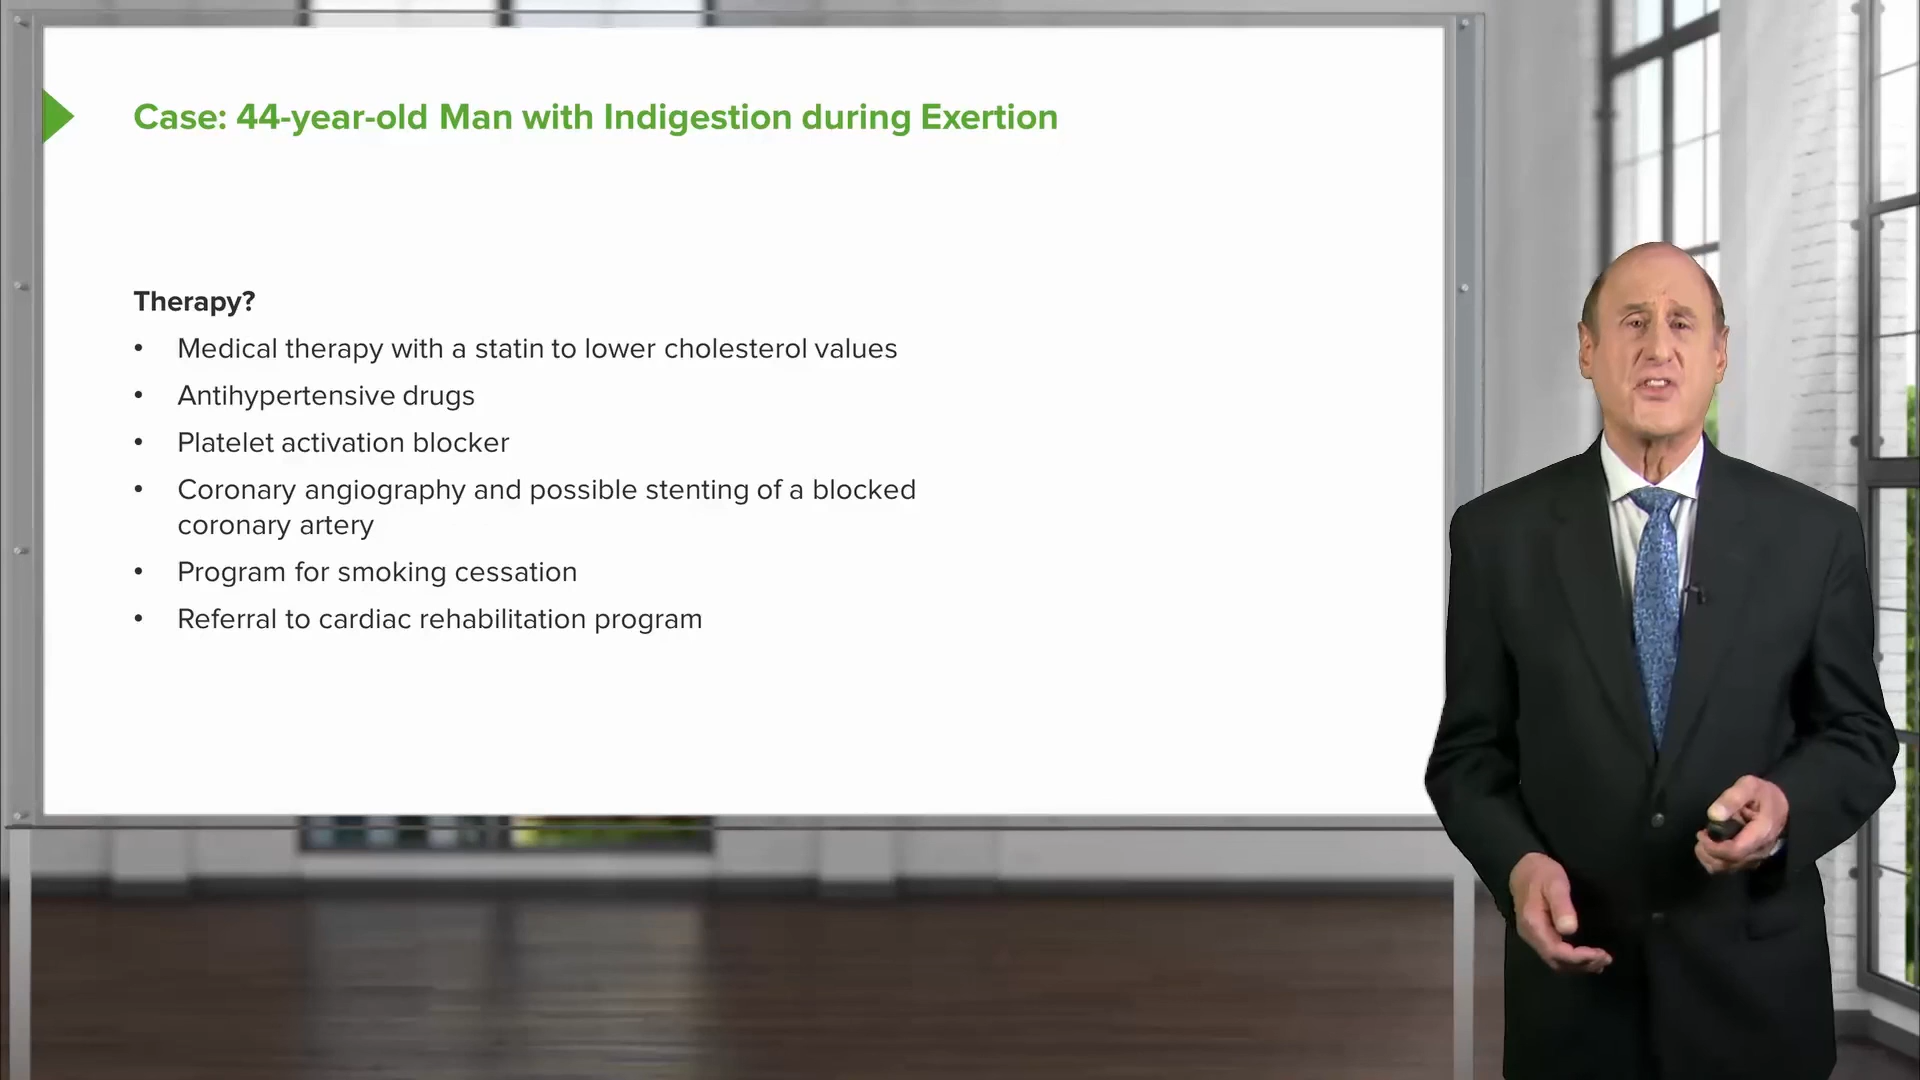 Case: 44-year-old Man with Indigestion during Exertion
Therapy?
• Medical therapy with a statin to lower cholesterol values
• Antihypertensive drugs
• Platelet activation blocker
• Coronary angiography and possible stenting of a blocked
coronary artery
• Program for smoking cessation
• Referral to cardiac rehabilitation program